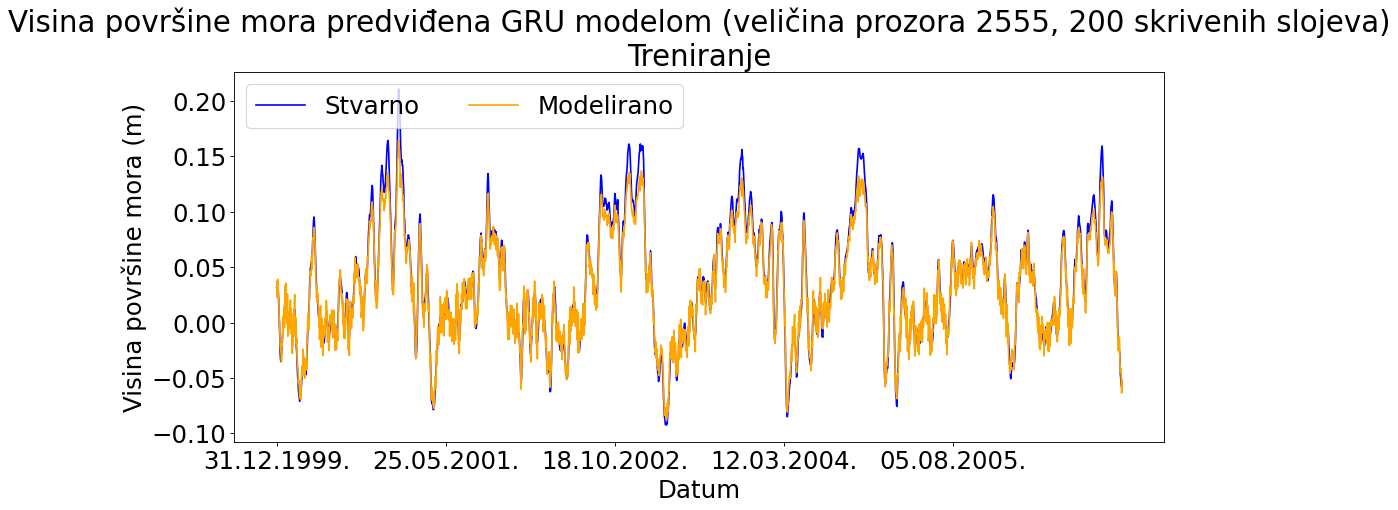 Visina površine mora predviđena GRU modelom (veličina prozora 2555, 200 skrivenih slojeva)
Treniranje
Stvarno
Modelirano
Visina površine mora (m)
0.20
0.15
0.10
0.05
0.00
−0.05
−0.10
31.12.1999.
25.05.2001.
18.10.2002.
12.03.2004.
05.08.2005.
Datum